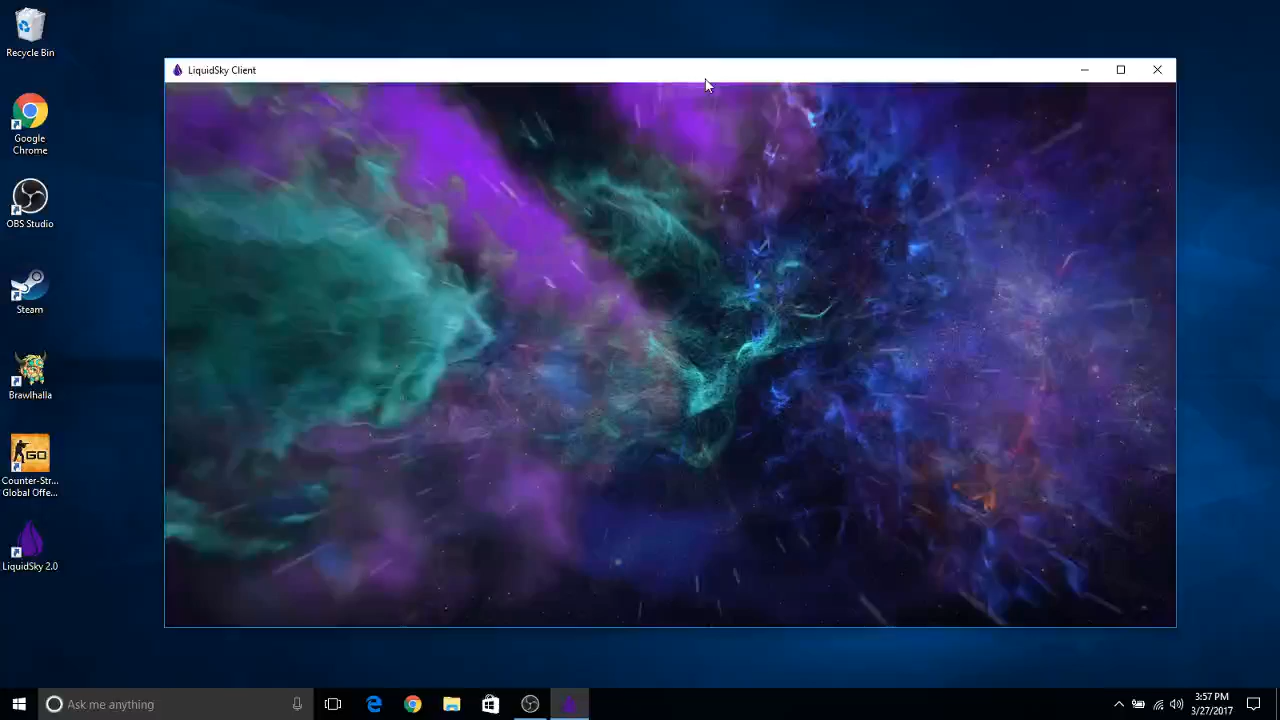 Recycle Bin
Google
Chrome
OBS Studio
Steam
Brawlhalla
GO
Counter-Str...
Global Offe...
LiquidSky 2.0
LiquidSky Client
Ask me anything
3:57 PM
3/27/2017